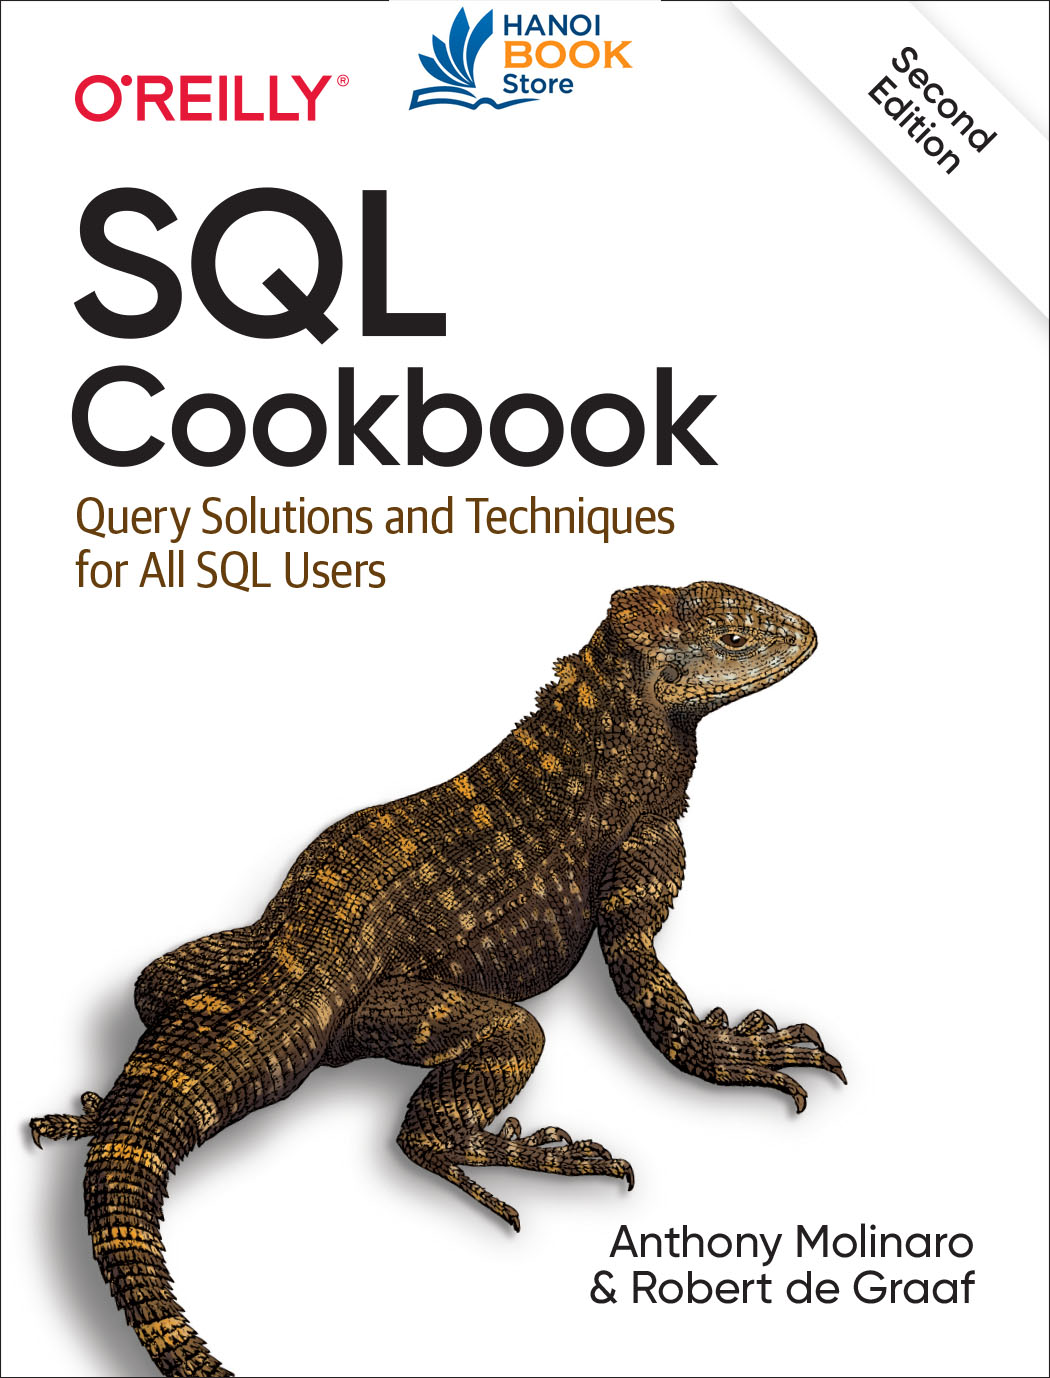 HANOI
BOOK
Store
O'REILLY®
Second
Edition
SQL
Cookbook
Query Solutions and Techniques
for All SQL Users
Anthony Molinaro
& Robert de Graaf